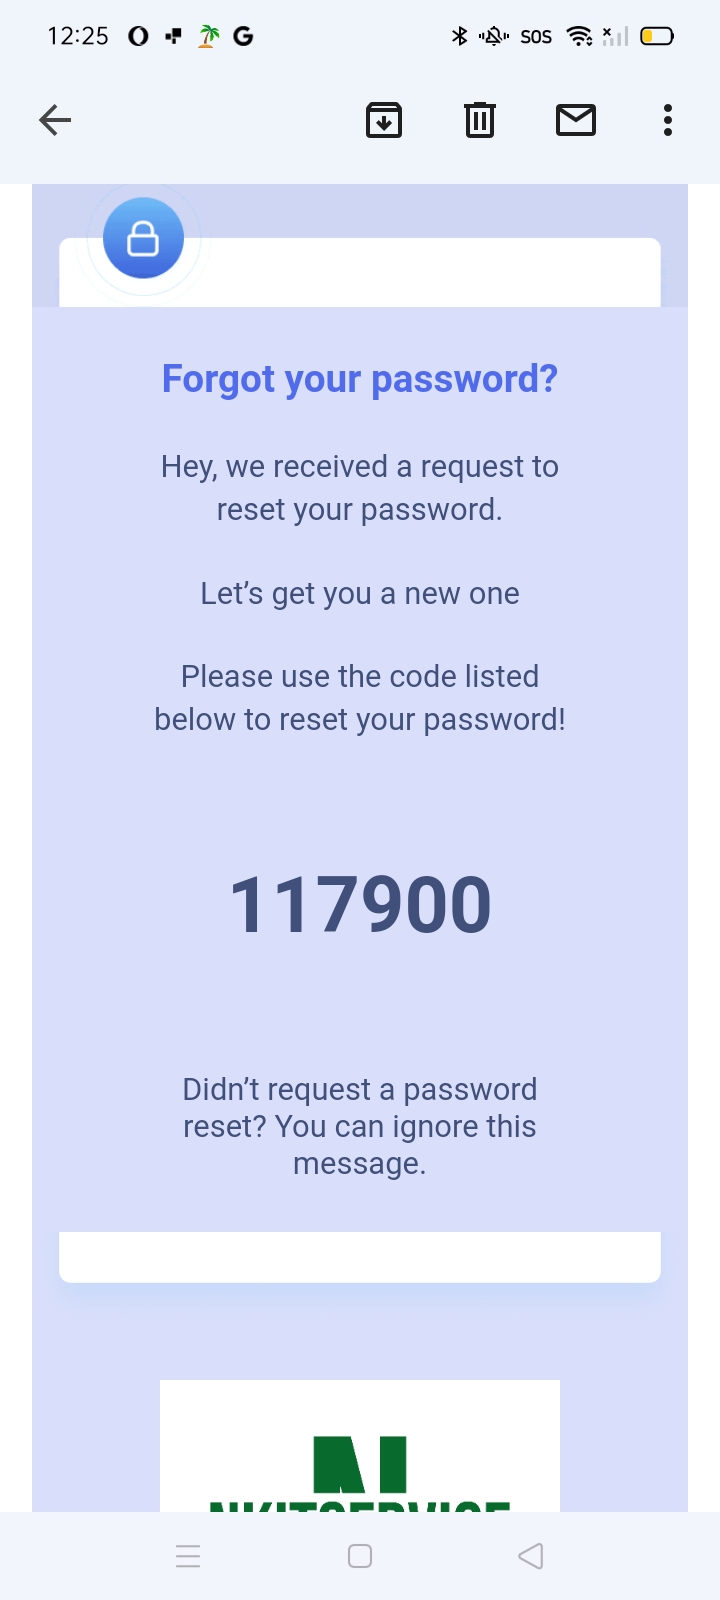 12:25 SOS
Forgot your password?
Hey, we received a request to
reset your password.
Let’s get you a new one
Please use the code listed
below to reset your password!
117900
Didn’t request a password
reset? You can ignore this
message.
NKITSERVICE